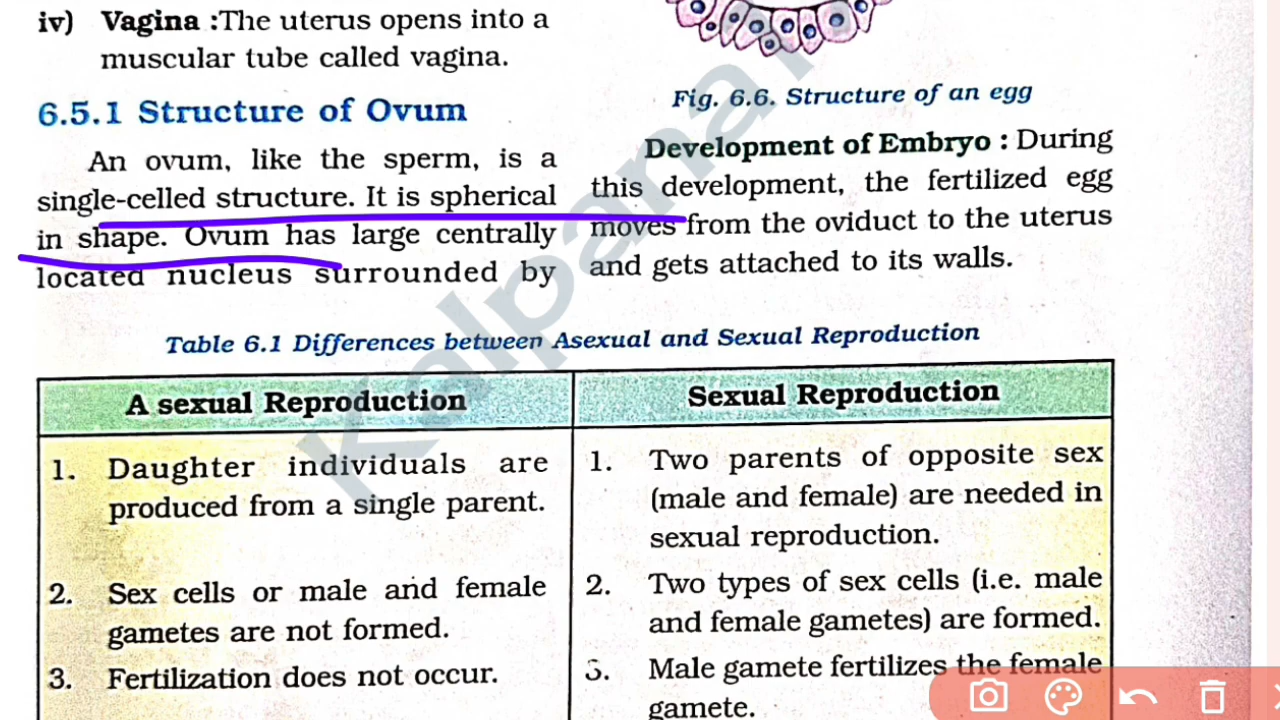 iv) Vagina :The uterus opens into a
muscular tube called vagina.
6.5.1 Structure of Ovum
An ovum, like the sperm, is a
single-celled structure. It is spherical
in shape. Ovum has large centrally
located nucleus surrounded by
Fig. 6.6. Structure of an egg
Development of Embryo : During
this development, the fertilized egg
moves from the oviduct to the uterus
and gets attached to its walls.
Table 6.1 Differences between Asexual and Sexual Reproduction
A sexual Reproduction
1. Daughter individuals are
produced from a single parent.
2. Sex cells or male and female
gametes are not formed.
3. Fertilization does not occur.
Sexual Reproduction
1. Two parents of opposite sex
(male and female) are needed in
sexual reproduction.
2. Two types of sex cells (i.e. male
and female gametes) are formed.
3. Male gamete fertilizes the female
gamete.
Kalpana